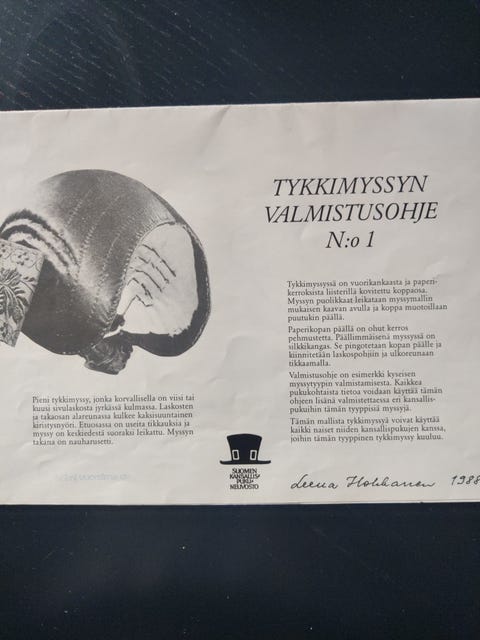 Pieni tykkimyssy, jonka korvallisella on viisi tai
kuusi sivulaskosta jyrkässä kulmassa. Laskosten
ja takaosan alareunassa kulkee kaksisuuntainen
kiristysnyöri. Etuosassa on useita tikkauksia ja
myssy on keskiedestä suoraksi leikattu. Myssyn
takana on nauharusetti.
TYKKIMYSSYN
VALMISTUSOHJE
N:o 1
Tykkimyssyssä on vuorikankaasta ja paperi-
kerroksista liisterillä kovitettu koppaosa.
Myssyn puolikkaat leikataan myssymallin
mukaisen kaavan avulla ja koppa muotoillaan
puutukin päällä.
Paperikopan päällä on ohut kerros
pehmustetta. Päällimmäisenä myssyssä on
silkkikangas. Se pingotetaan kopan päälle ja
kiinnitetään laskospohjiin ja ulkoreunaan
tikkaamalla.
Valmistusohje on esimerkki kyseisen
myssytyypin valmistamisesta. Kaikkea
pukukohtaista tietoa voidaan käyttää tämän
ohjeen lisänä valmistettaessa eri kansallis-
pukuihin tämän tyyppisiä myssyjä.
Tämän mallista tykkimyssyä voivat käyttää
kaikki naiset niiden kansallispukujen kanssa,
joihin tämän tyyppinen tykkimyssy kuuluu.
SUOMEN
KANSALLIS-
PUKU-
NEUVOSTO
Leena Holkkanen 1988